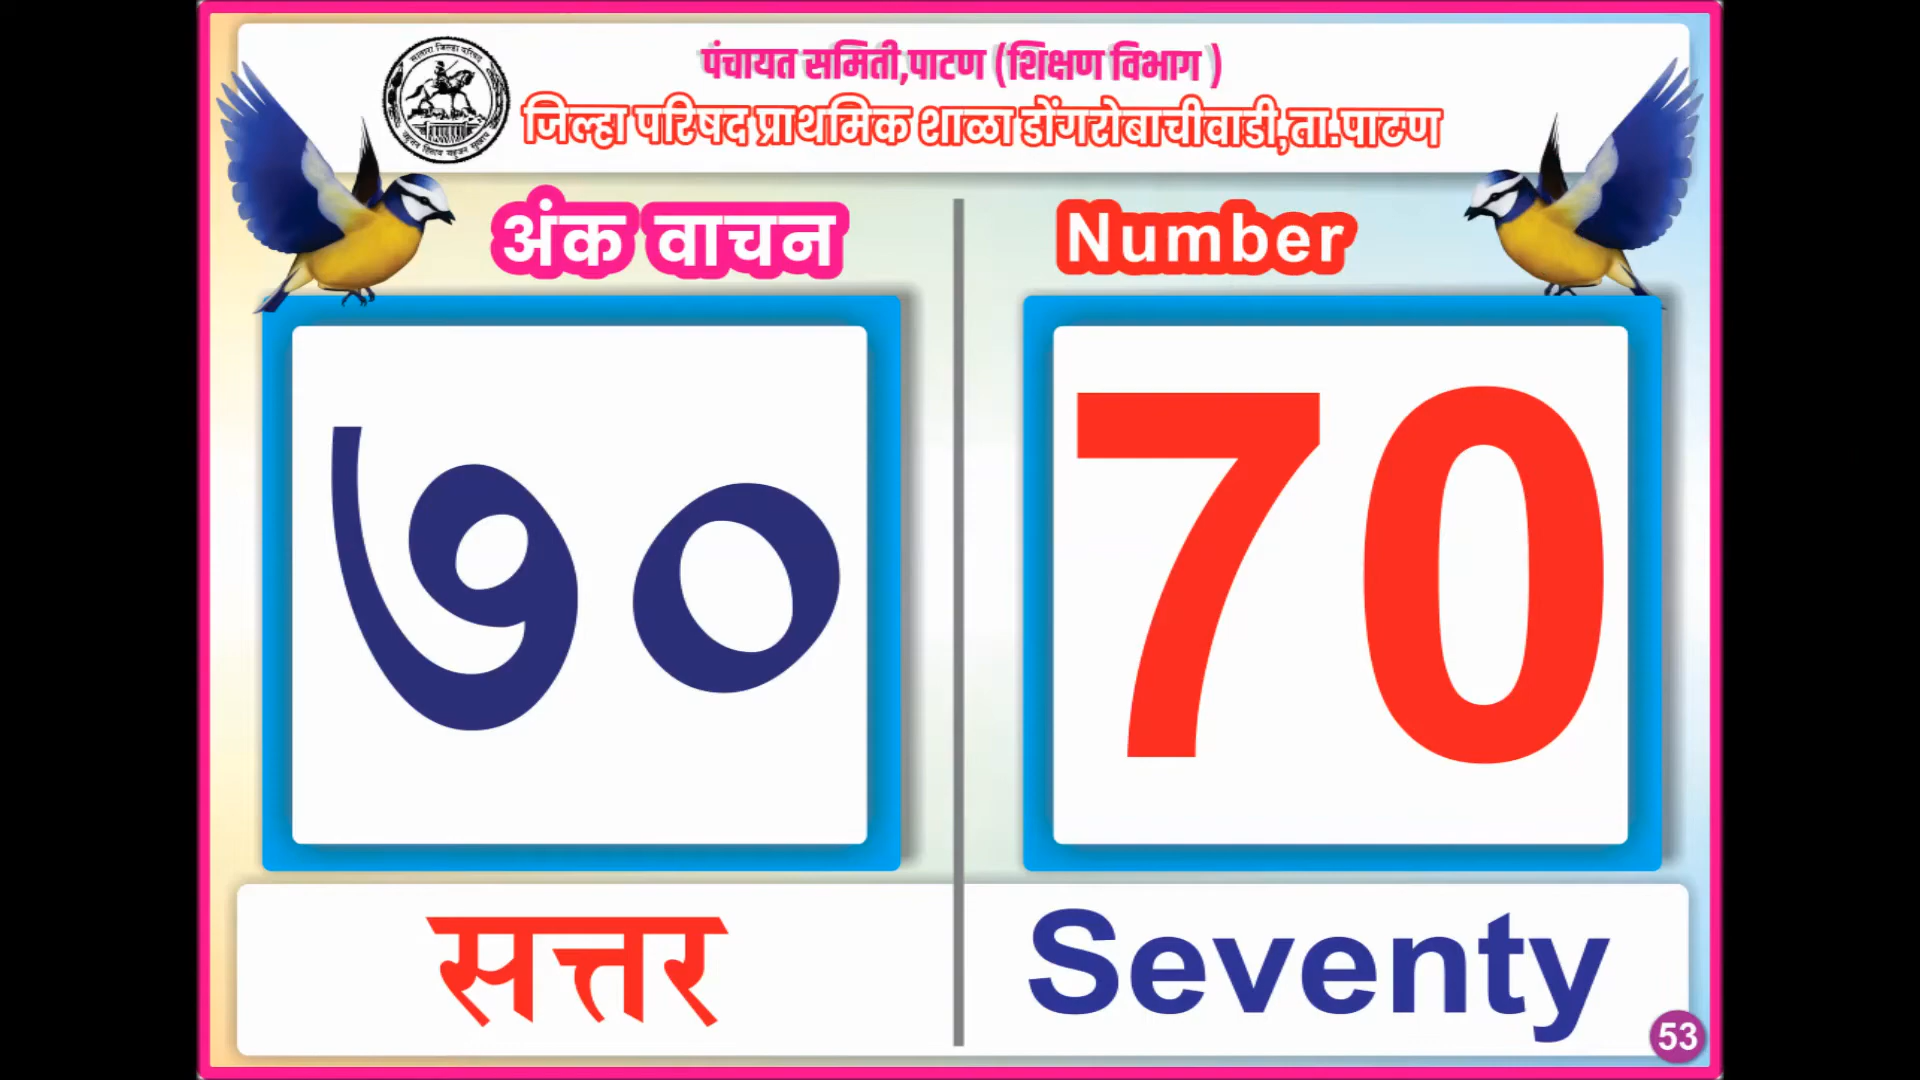 पंचायत समिती,पाटण (शिक्षण विभाग )
जिल्हा परिषद प्राथमिक शाळा डोंगरोबाचीवाडी,ता.पाटण
अंक वाचन
Number
७०
70
सत्तर
Seventy
53